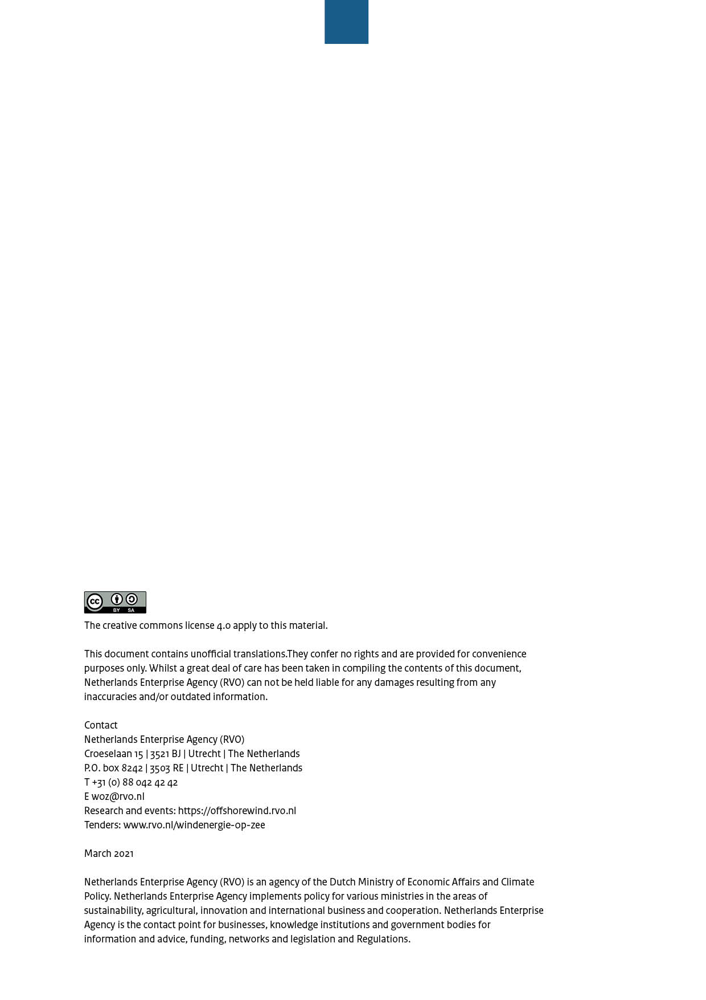 cc
BY SA
The creative commons license 4.0 apply to this material.
This document contains unofficial translations.They confer no rights and are provided for convenience
purposes only. Whilst a great deal of care has been taken in compiling the contents of this document,
Netherlands Enterprise Agency (RVO) can not be held liable for any damages resulting from any
inaccuracies and/or outdated information.
Contact
Netherlands Enterprise Agency (RVO)
Croeselaan 15 | 3521 BJ | Utrecht | The Netherlands
P.O. box 8242 | 3503 RE | Utrecht | The Netherlands
T +31 (0) 88 042 42 42
E woz@rvo.nl
Research and events: https://offshorewind.rvo.nl
Tenders: www.rvo.nl/windenergie-op-zee
March 2021
Netherlands Enterprise Agency (RVO) is an agency of the Dutch Ministry of Economic Affairs and Climate
Policy. Netherlands Enterprise Agency implements policy for various ministries in the areas of
sustainability, agricultural, innovation and international business and cooperation. Netherlands Enterprise
Agency is the contact point for businesses, knowledge institutions and government bodies for
information and advice, funding, networks and legislation and Regulations.